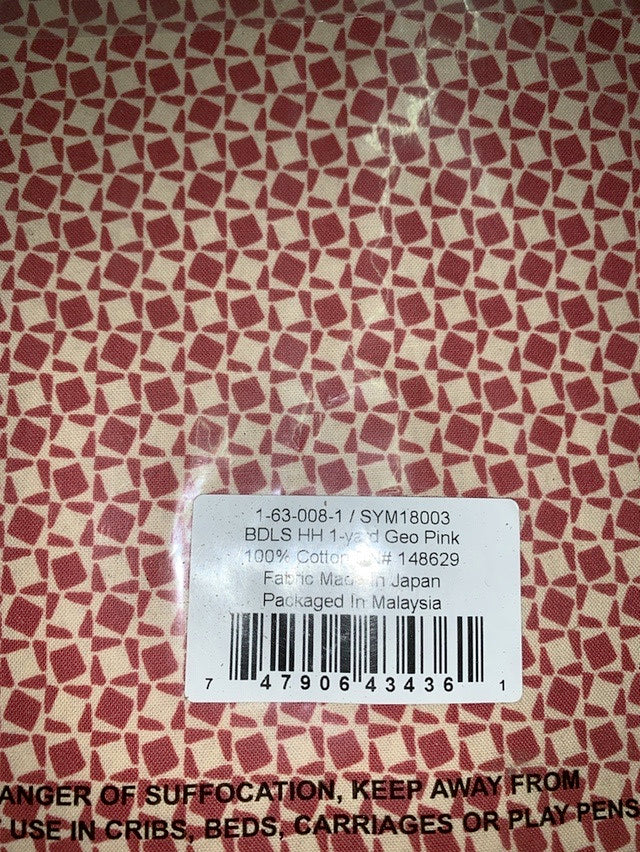 1-63-008-1 / SYM18003
BDLS HH 1-yard Geo Pink
100% Cotton # 148629
Fabric Made In Japan
Packaged In Malaysia
7 47906 43436 1
ANGER OF SUFFOCATION, KEEP AWAY FROM
USE IN CRIBS, BEDS, CARRIAGES OR PLAY PENS